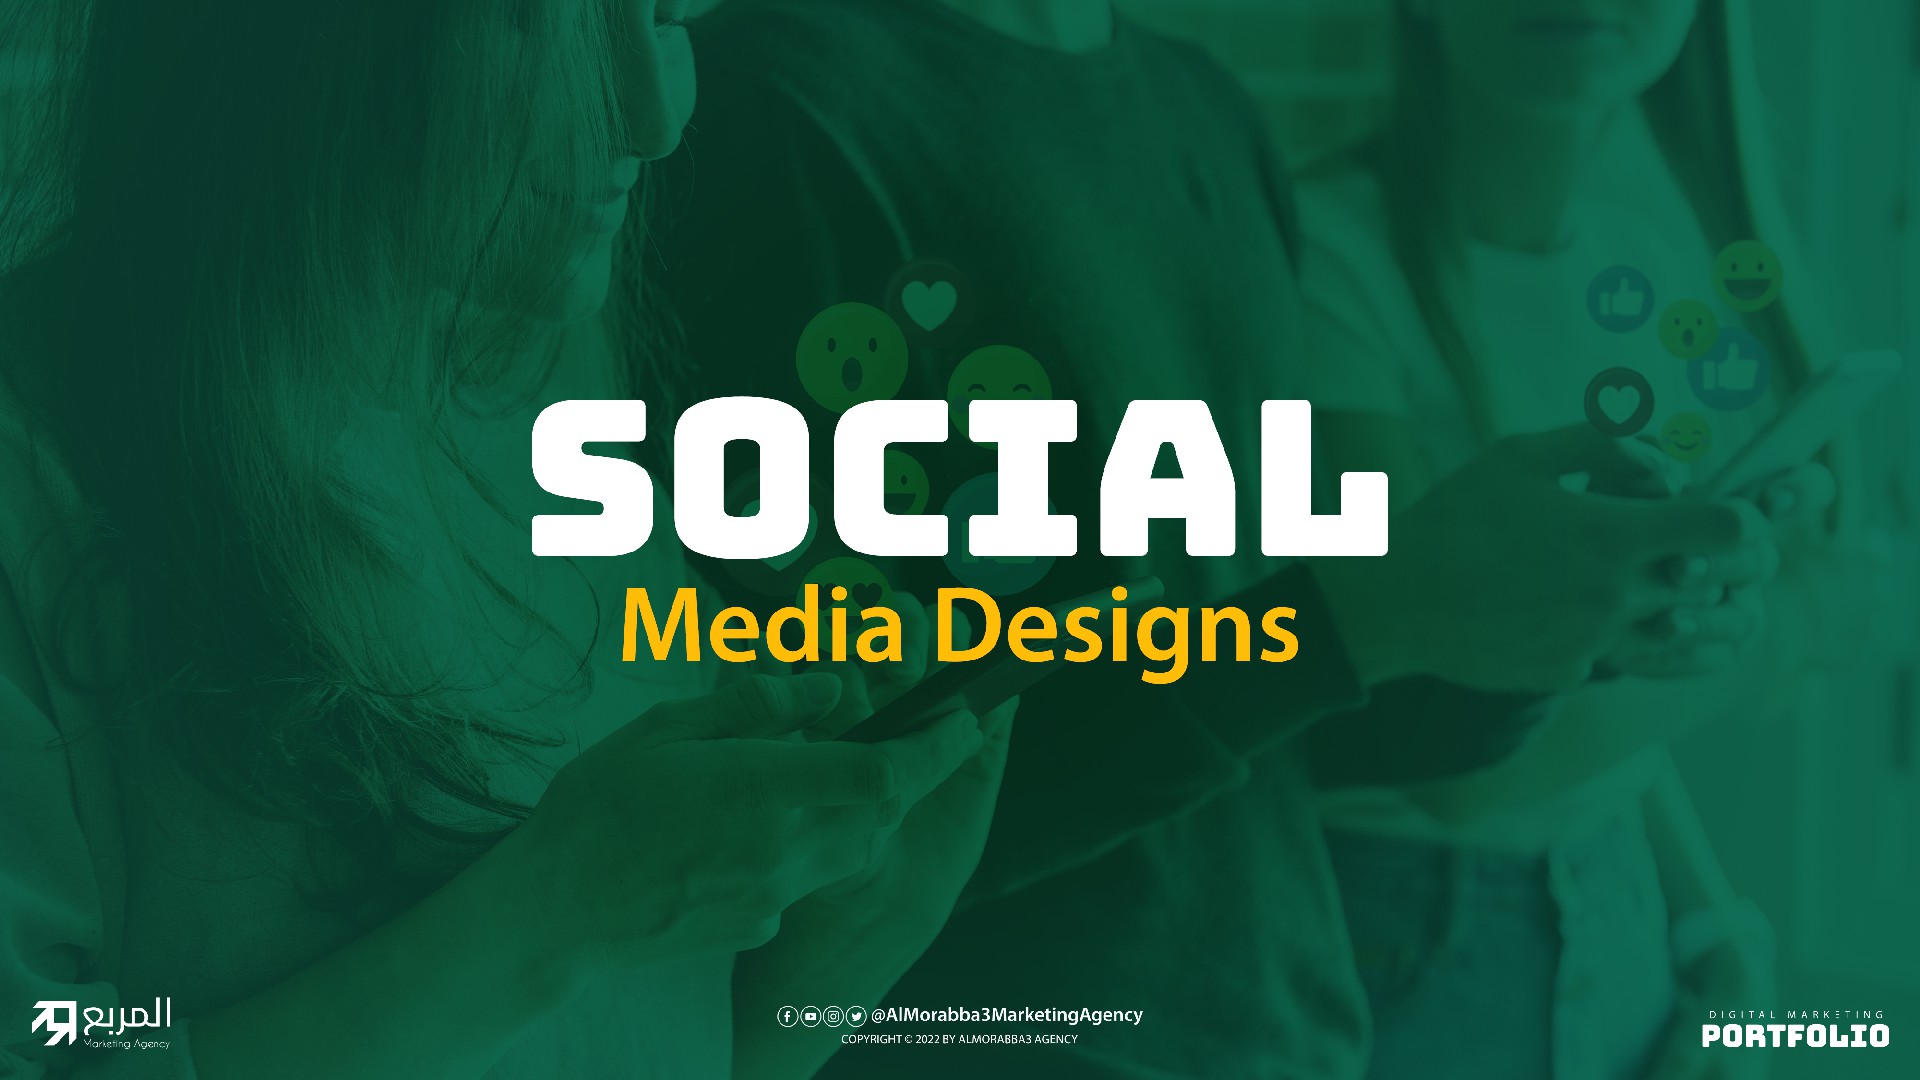 SOCIAL
Media Designs
المربع
Marketing Agency
@AlMorabba3MarketingAgency
COPYRIGHT © 2022 BY ALMORABBA3 AGENCY
DIGITAL MARKETING
PORTFOLIO